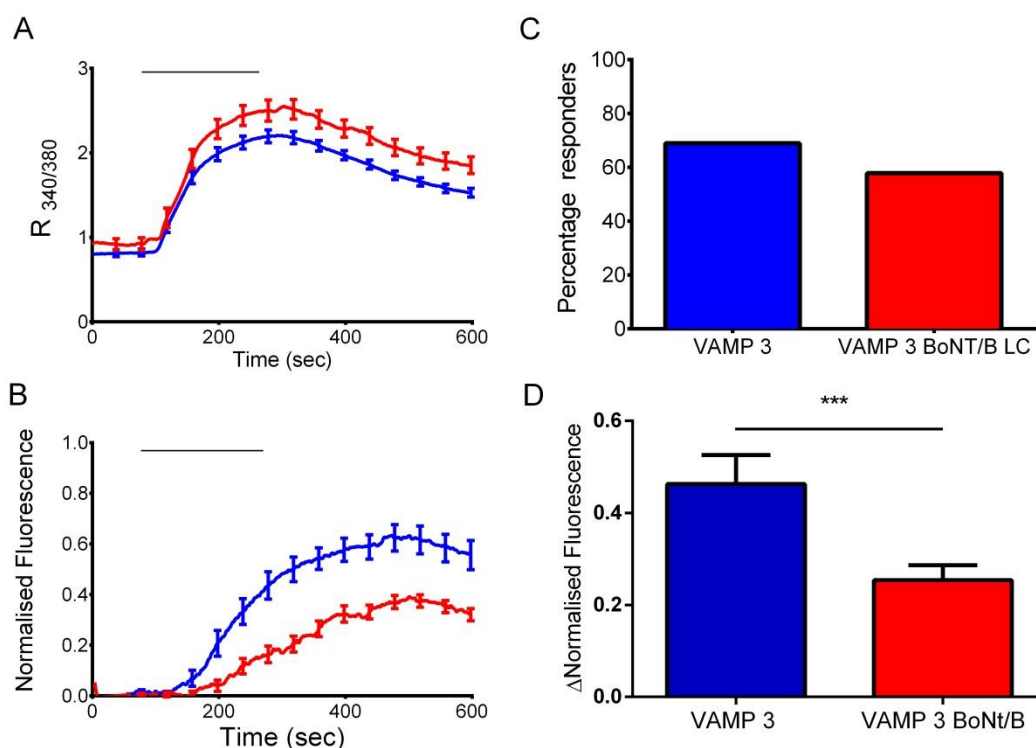 A
3
2
1
0
R 340/380
0
200
400
600
Time (sec)
B
Normalised Fluorescence
1.0
0.8
0.6
0.4
0.2
0.0
0
200
400
600
Time (sec)
C
Percentage responders
100
80
60
40
20
0
VAMP 3
VAMP 3 BoNT/B LC
D
***
ΔNormalised Fluorescence
0.6
0.4
0.2
0.0
VAMP 3
VAMP 3 BoNt/B